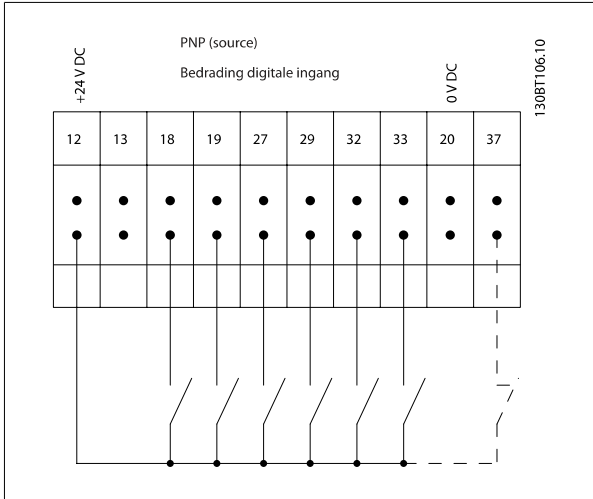 PNP (source)
Bedrading digitale ingang
+24 V DC
0 V DC
130BT106.10
12 13 18 19 27 29 32 33 20 37